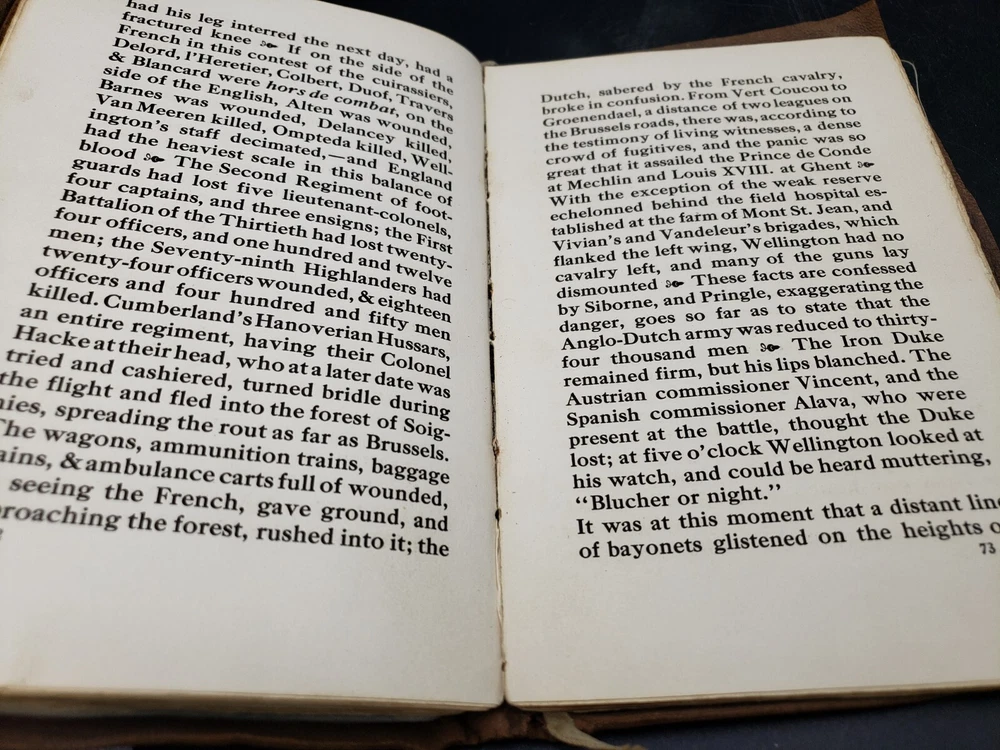 had his leg interred the next day, had a
fractured knee ❧ If on the side of the
French in this contest of the cuirassiers,
Delord, l'Heretier, Colbert, Duof, Travers
& Blancard were hors de combat, on the
side of the English, Alten was wounded,
Barnes was wounded, Delancey killed,
Van Meeren killed, Ompteda killed, Well-
ington's staff decimated,—and England
had the heaviest scale in this balance of
blood ❧ The Second Regiment of foot-
guards had lost five lieutenant-colonels,
four captains, and three ensigns; the First
Battalion of the Thirtieth had lost twenty-
four officers, and one hundred and twelve
men; the Seventy-ninth Highlanders had
twenty-four officers wounded, & eighteen
officers and four hundred and fifty men
killed. Cumberland's Hanoverian Hussars,
an entire regiment, having their Colonel
Hacke at their head, who at a later date was
tried and cashiered, turned bridle during
the flight and fled into the forest of Soig-
nies, spreading the rout as far as Brussels.
The wagons, ammunition trains, baggage
ains, & ambulance carts full of wounded,
seeing the French, gave ground, and
roaching the forest, rushed into it; the
Dutch, sabered by the French cavalry,
broke in confusion. From Vert Coucou to
Groenendael, a distance of two leagues on
the Brussels roads, there was, according to
the testimony of living witnesses, a dense
crowd of fugitives, and the panic was so
great that it assailed the Prince de Conde
at Mechlin and Louis XVIII. at Ghent ❧
With the exception of the weak reserve
echelonned behind the field hospital es-
tablished at the farm of Mont St. Jean, and
Vivian's and Vandeleur's brigades, which
flanked the left wing, Wellington had no
cavalry left, and many of the guns lay
dismounted ❧ These facts are confessed
by Siborne, and Pringle, exaggerating the
danger, goes so far as to state that the
Anglo-Dutch army was reduced to thirty-
four thousand men ❧ The Iron Duke
remained firm, but his lips blanched. The
Austrian commissioner Vincent, and the
Spanish commissioner Alava, who were
present at the battle, thought the Duke
lost; at five o'clock Wellington looked at
his watch, and could be heard muttering,
"Blucher or night."
It was at this moment that a distant line
of bayonets glistened on the heights o
73